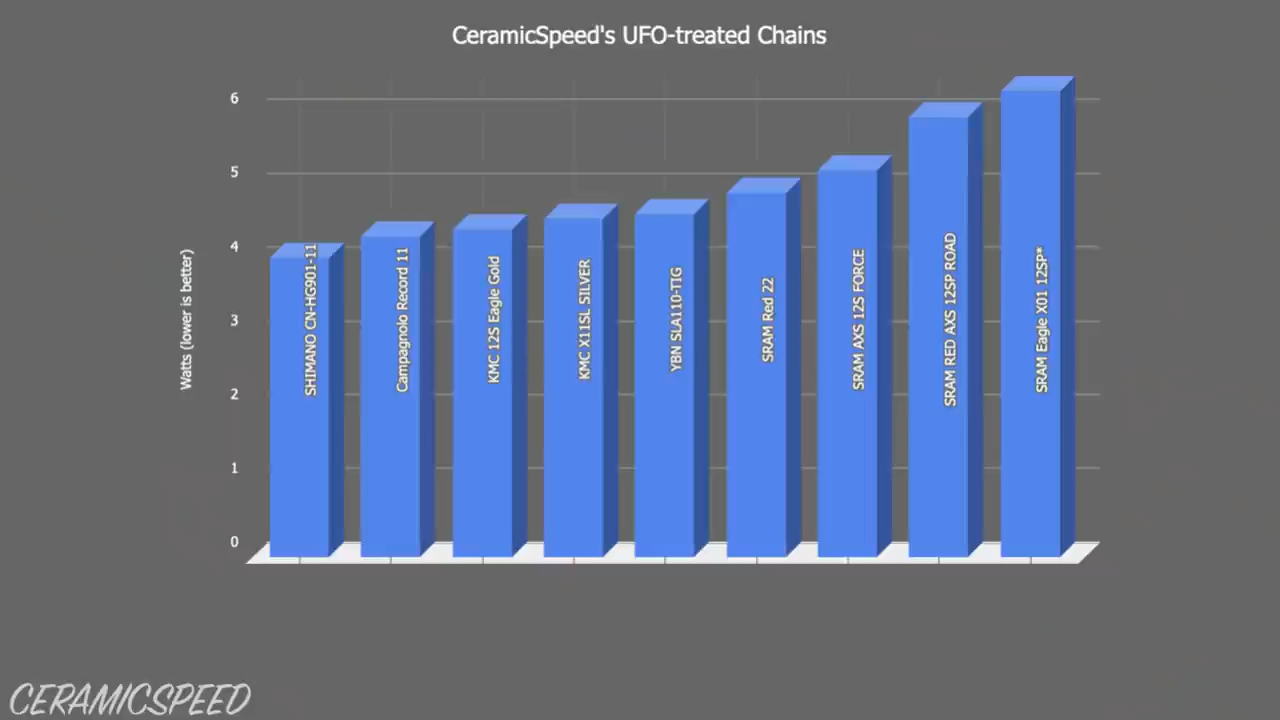 CeramicSpeed's UFO-treated Chains
6
5
4
3
2
1
0
Watts (lower is better)
SHIMANO CN-HG901-11
Campagnolo Record 11
KMC 12S Eagle Gold
KMC X11SL SILVER
YBN SLA110-TIG
SRAM Red 22
SRAM AXS 12S FORCE
SRAM RED AXS 12SP ROAD
SRAM Eagle X01 12SP*
CERAMICSPEED